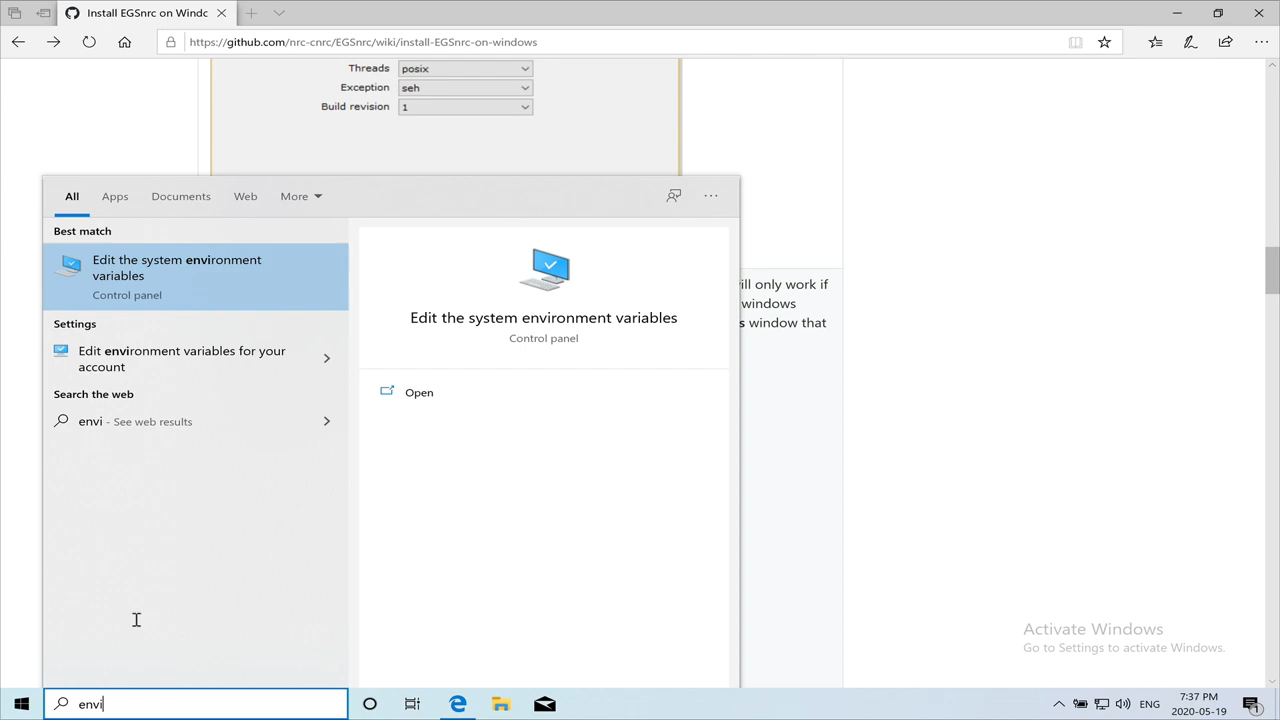 Install EGSnrc on Windc
https://github.com/nrc-cnrc/EGSnrc/wiki/install-EGSnrc-on-windows
Threads posix
Exception seh
Build revision 1
All Apps Documents Web More
Best match
Edit the system environment
variables
Control panel
Settings
Edit environment variables for your
account
Search the web
envi - See web results
Edit the system environment variables
Control panel
Open
ill only work if
windows
s window that
Activate Windows
Go to Settings to activate Windows.
envi
ENG
7:37 PM
2020-05-19
1